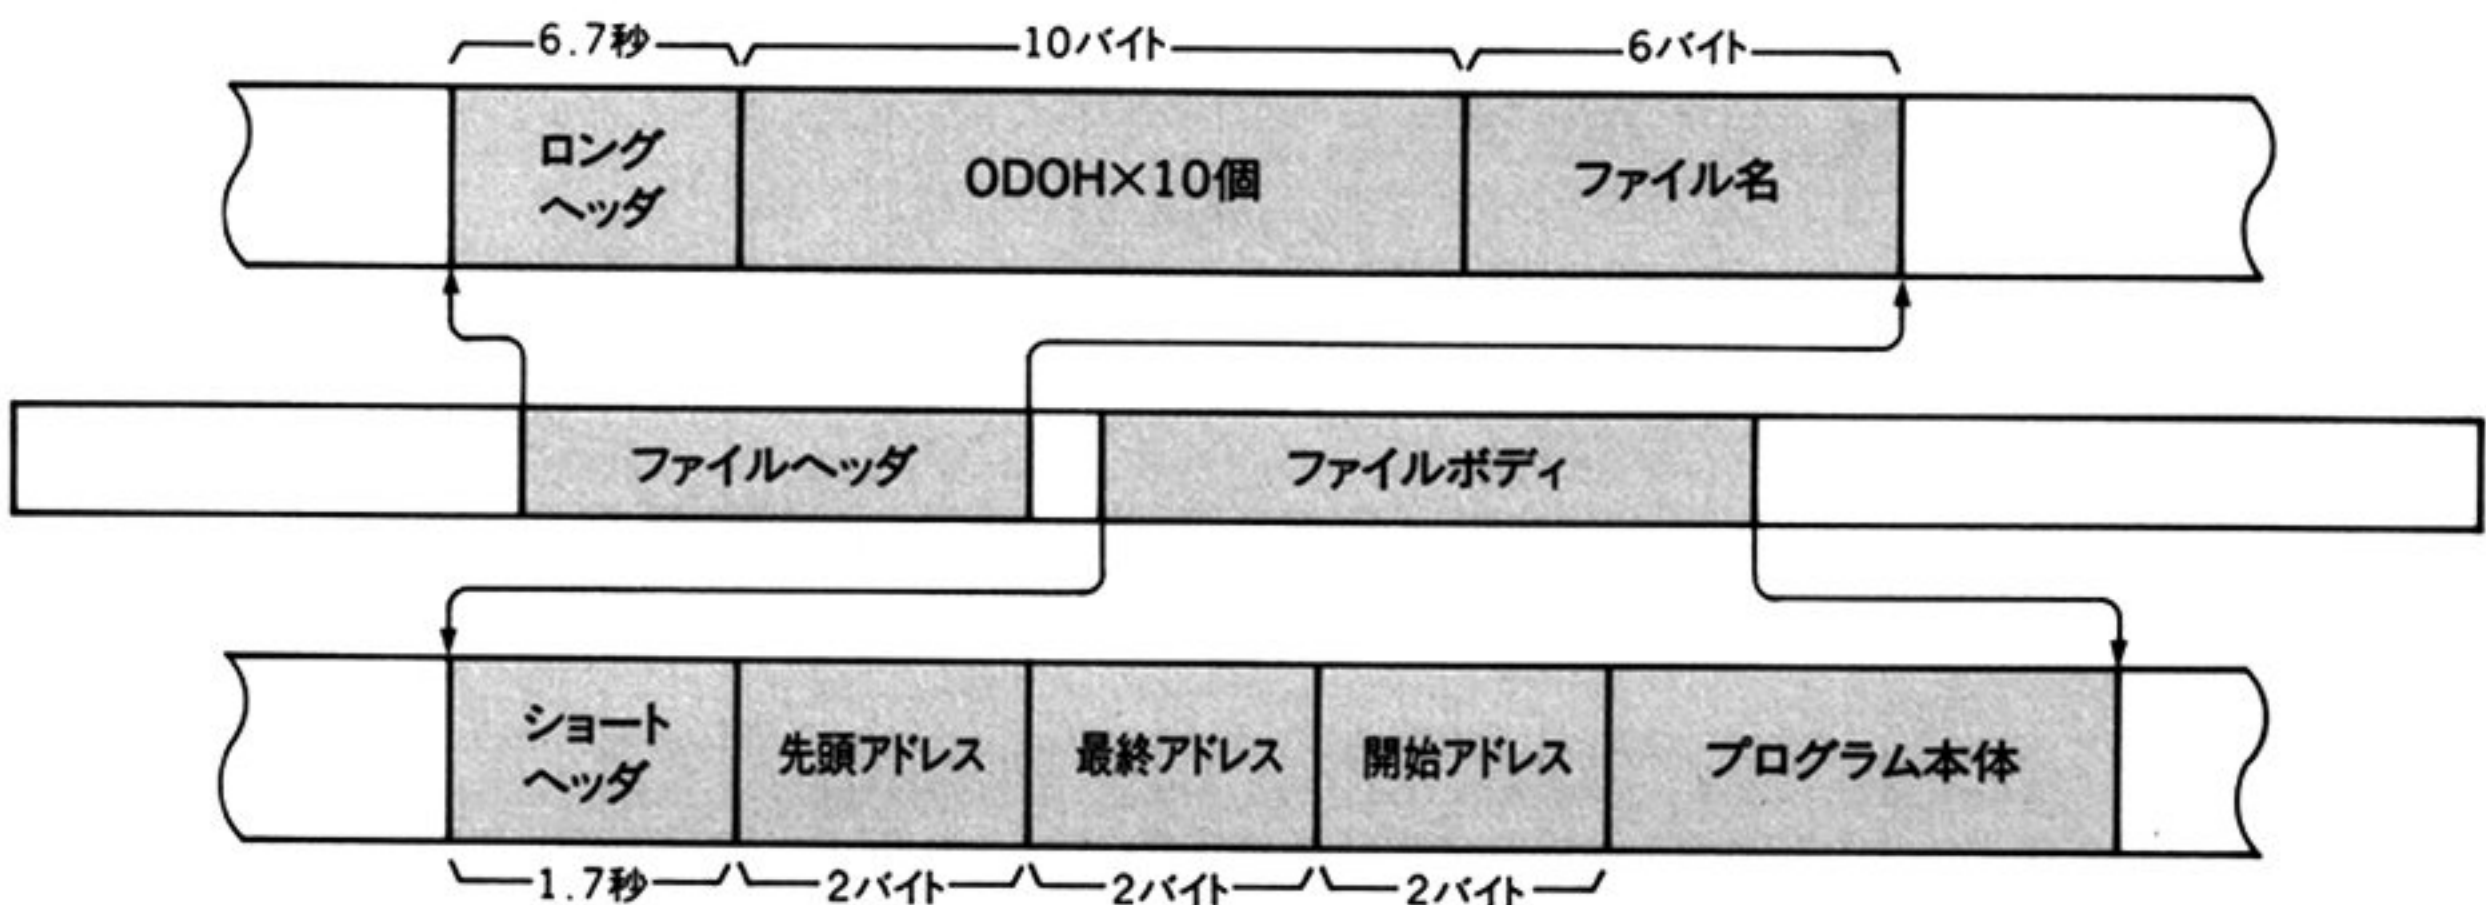 6.7秒
10バイト
6バイト
ロング
ヘッダ
ODOH×10個
ファイル名
ファイルヘッダ
ファイルボディ
ショート
ヘッダ
先頭アドレス
最終アドレス
開始アドレス
プログラム本体
1.7秒
2バイト
2バイト
2バイト